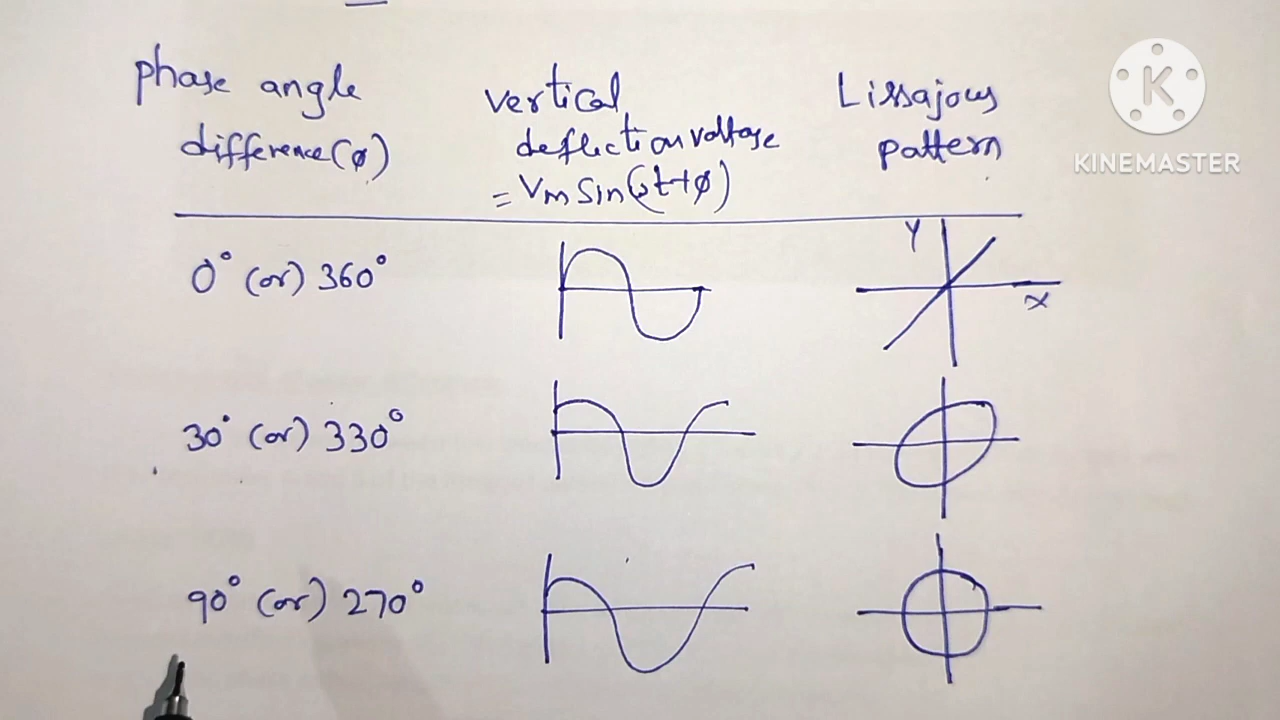 phase angle
difference(φ)
vertical
deflection voltage
= Vm Sin(ωt+φ)
Lissajous
pattern
K
KINEMASTER
0° (or) 360°
Y
X
30° (or) 330°
90° (or) 270°